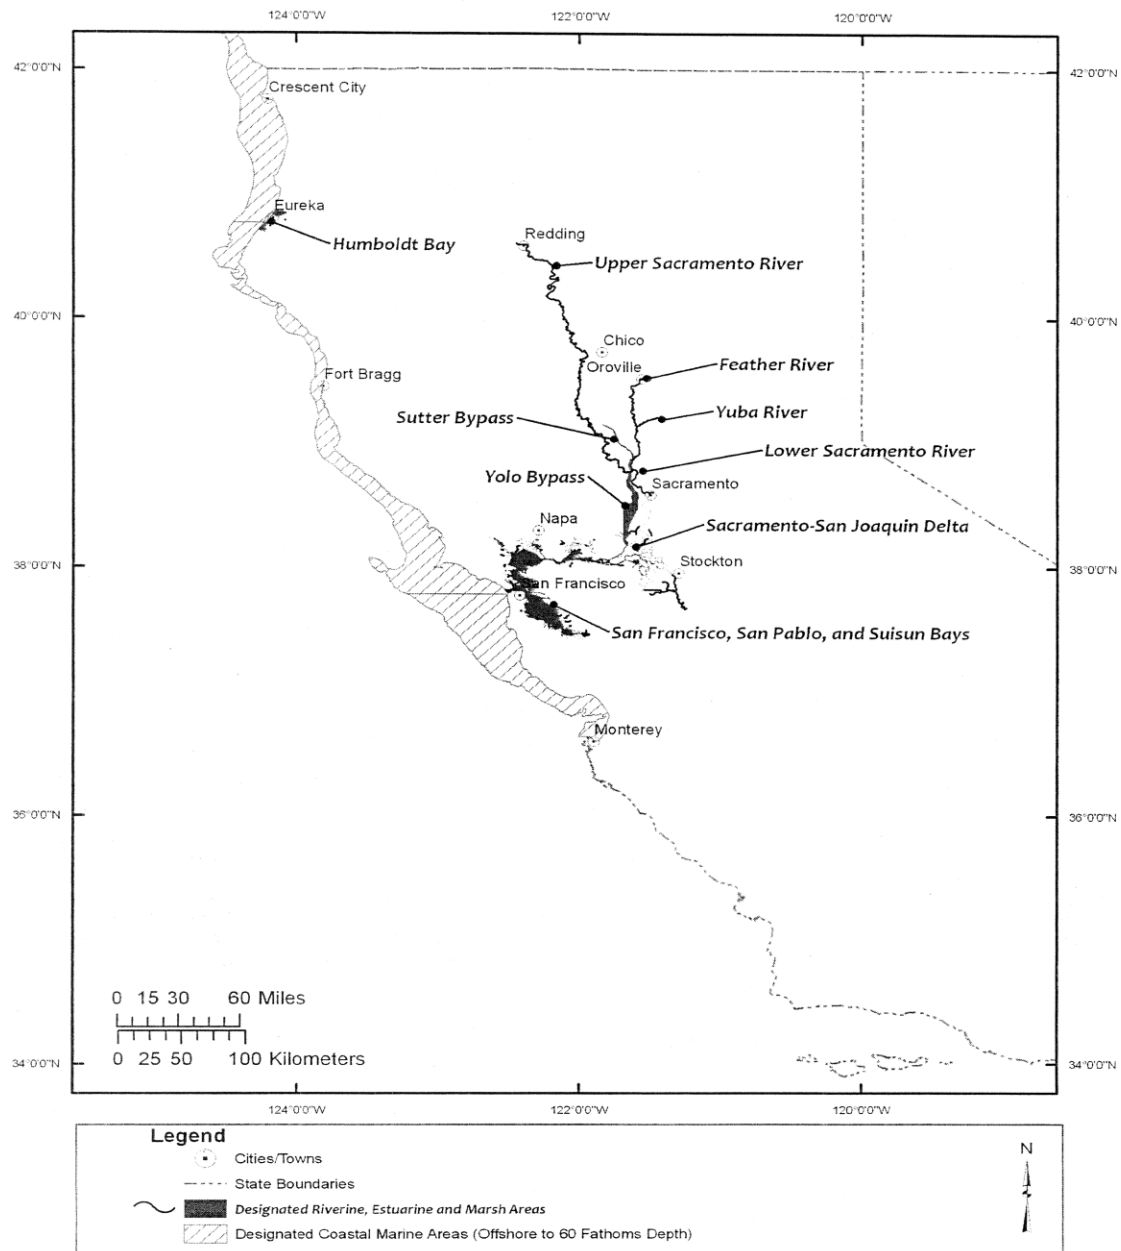 124°0'0"W 122°0'0"W 120°0'0"W
42°0'0"N 42°0'0"N
Crescent City
Eureka
Humboldt Bay
Redding
Upper Sacramento River
40°0'0"N 40°0'0"N
Chico
Oroville
Feather River
Fort Bragg
Yuba River
Sutter Bypass
Lower Sacramento River
Yolo Bypass
Sacramento
Napa
Sacramento-San Joaquin Delta
38°0'0"N 38°0'0"N
Stockton
San Francisco
San Francisco, San Pablo, and Suisun Bays
Monterey
36°0'0"N 36°0'0"N
0 15 30 60 Miles
0 25 50 100 Kilometers
34°0'0"N 34°0'0"N
124°0'0"W 122°0'0"W 120°0'0"W
Legend
Cities/Towns
State Boundaries
Designated Riverine, Estuarine and Marsh Areas
Designated Coastal Marine Areas (Offshore to 60 Fathoms Depth)
N